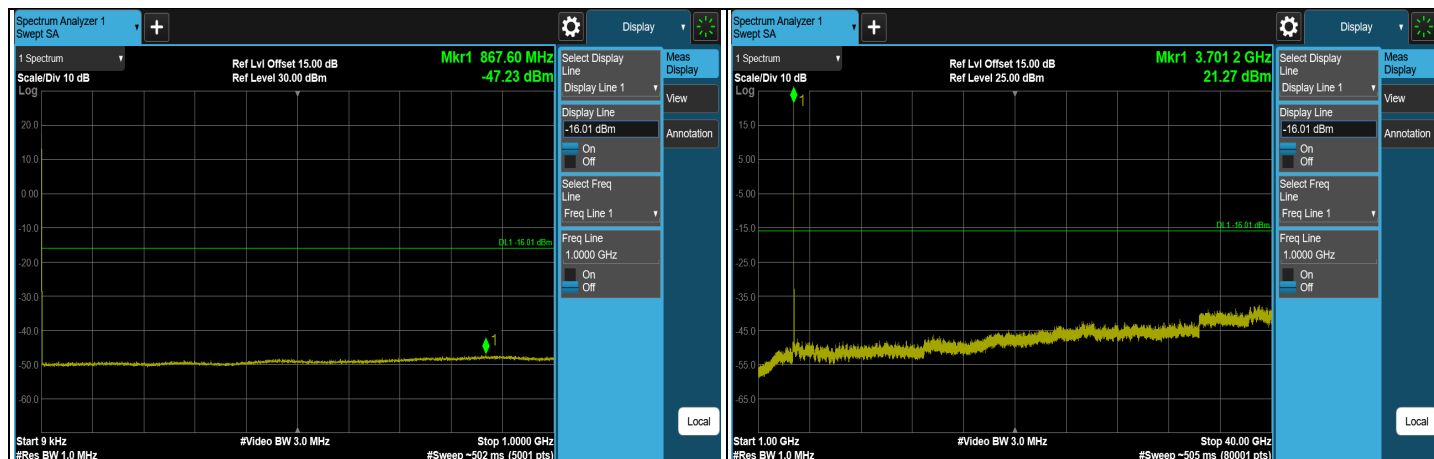 Spectrum Analyzer 1
Swept SA
+
Display
1 Spectrum
Scale/Div 10 dB
Log
Ref Lvl Offset 15.00 dB
Ref Level 30.00 dBm
Mkr1 867.60 MHz
-47.23 dBm
20.0
10.0
0.00
-10.0
-20.0
-30.0
-40.0
-50.0
-60.0
DL1 -16.01 dBm
1
Start 9 kHz
#Video BW 3.0 MHz
Stop 1.0000 GHz
#Res BW 1.0 MHz
#Sweep ~502 ms (5001 pts)
Select Display
Line
Display Line 1
Display Line
-16.01 dBm
On
Off
Select Freq
Line
Freq Line 1
Freq Line
1.0000 GHz
On
Off
Meas
Display
View
Annotation
Local
Spectrum Analyzer 1
Swept SA
+
Display
1 Spectrum
Scale/Div 10 dB
Log
Ref Lvl Offset 15.00 dB
Ref Level 25.00 dBm
Mkr1 3.701 2 GHz
21.27 dBm
1
15.0
5.00
-5.00
-15.0
-25.0
-35.0
-45.0
-55.0
-65.0
DL1 -16.01 dBm
Start 1.00 GHz
#Video BW 3.0 MHz
Stop 40.00 GHz
#Res BW 1.0 MHz
#Sweep ~505 ms (80001 pts)
Select Display
Line
Display Line 1
Display Line
-16.01 dBm
On
Off
Select Freq
Line
Freq Line 1
Freq Line
1.0000 GHz
On
Off
Meas
Display
View
Annotation
Local